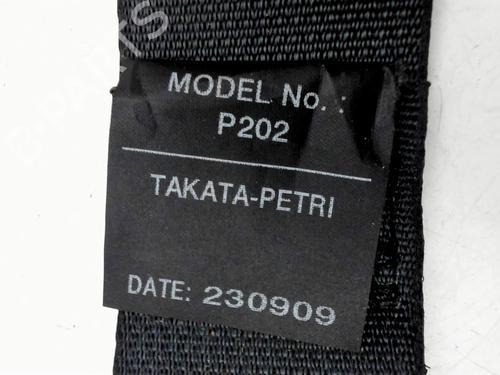 MODEL No. :
P202
TAKATA-PETRI
DATE: 230909